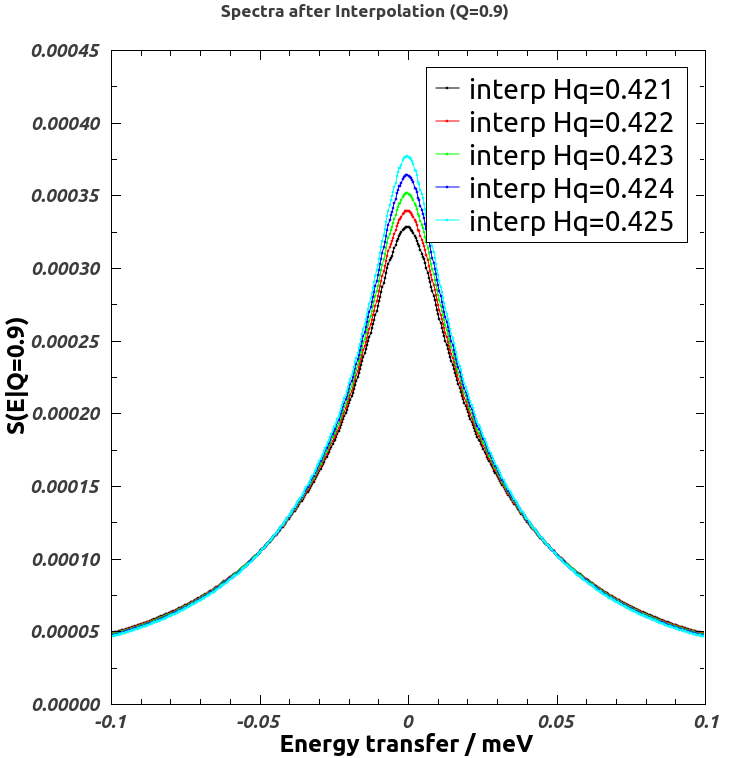 Spectra after Interpolation (Q=0.9)
0.00045
interp Hq=0.421
interp Hq=0.422
interp Hq=0.423
interp Hq=0.424
interp Hq=0.425
0.00040
0.00035
0.00030
0.00025
0.00020
0.00015
0.00010
0.00005
0.00000
S(E|Q=0.9)
-0.1 -0.05 0 0.05 0.1
Energy transfer / meV